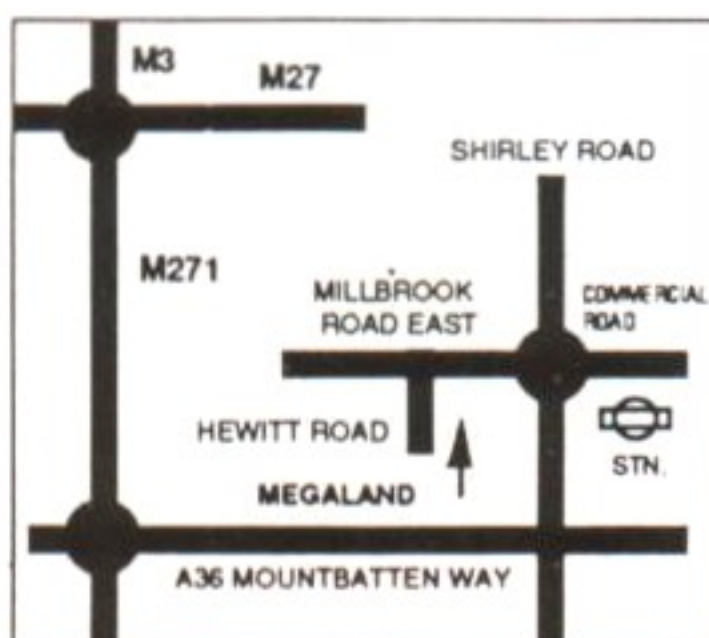 M3
M27
SHIRLEY ROAD
M271
MILLBROOK
ROAD EAST
COMMERCIAL
ROAD
HEWITT ROAD
STN.
MEGALAND
A36 MOUNTBATTEN WAY